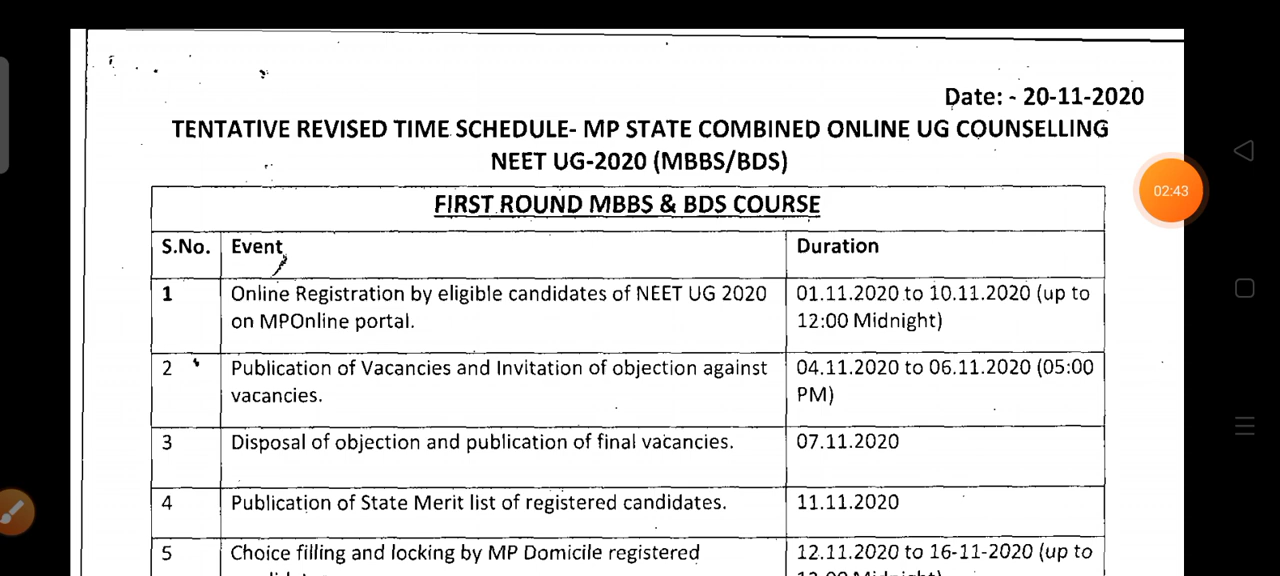 Date: - 20-11-2020
TENTATIVE REVISED TIME SCHEDULE- MP STATE COMBINED ONLINE UG COUNSELLING
NEET UG-2020 (MBBS/BDS)
FIRST ROUND MBBS & BDS COURSE
S.No. Event Duration
1 Online Registration by eligible candidates of NEET UG 2020 01.11.2020 to 10.11.2020 (up to
on MPOnline portal. 12:00 Midnight)
2 Publication of Vacancies and Invitation of objection against 04.11.2020 to 06.11.2020 (05:00
vacancies. PM)
3 Disposal of objection and publication of final vacancies. 07.11.2020
4 Publication of State Merit list of registered candidates. 11.11.2020
5 Choice filling and locking by MP Domicile registered 12.11.2020 to 16-11-2020 (up to
02:43